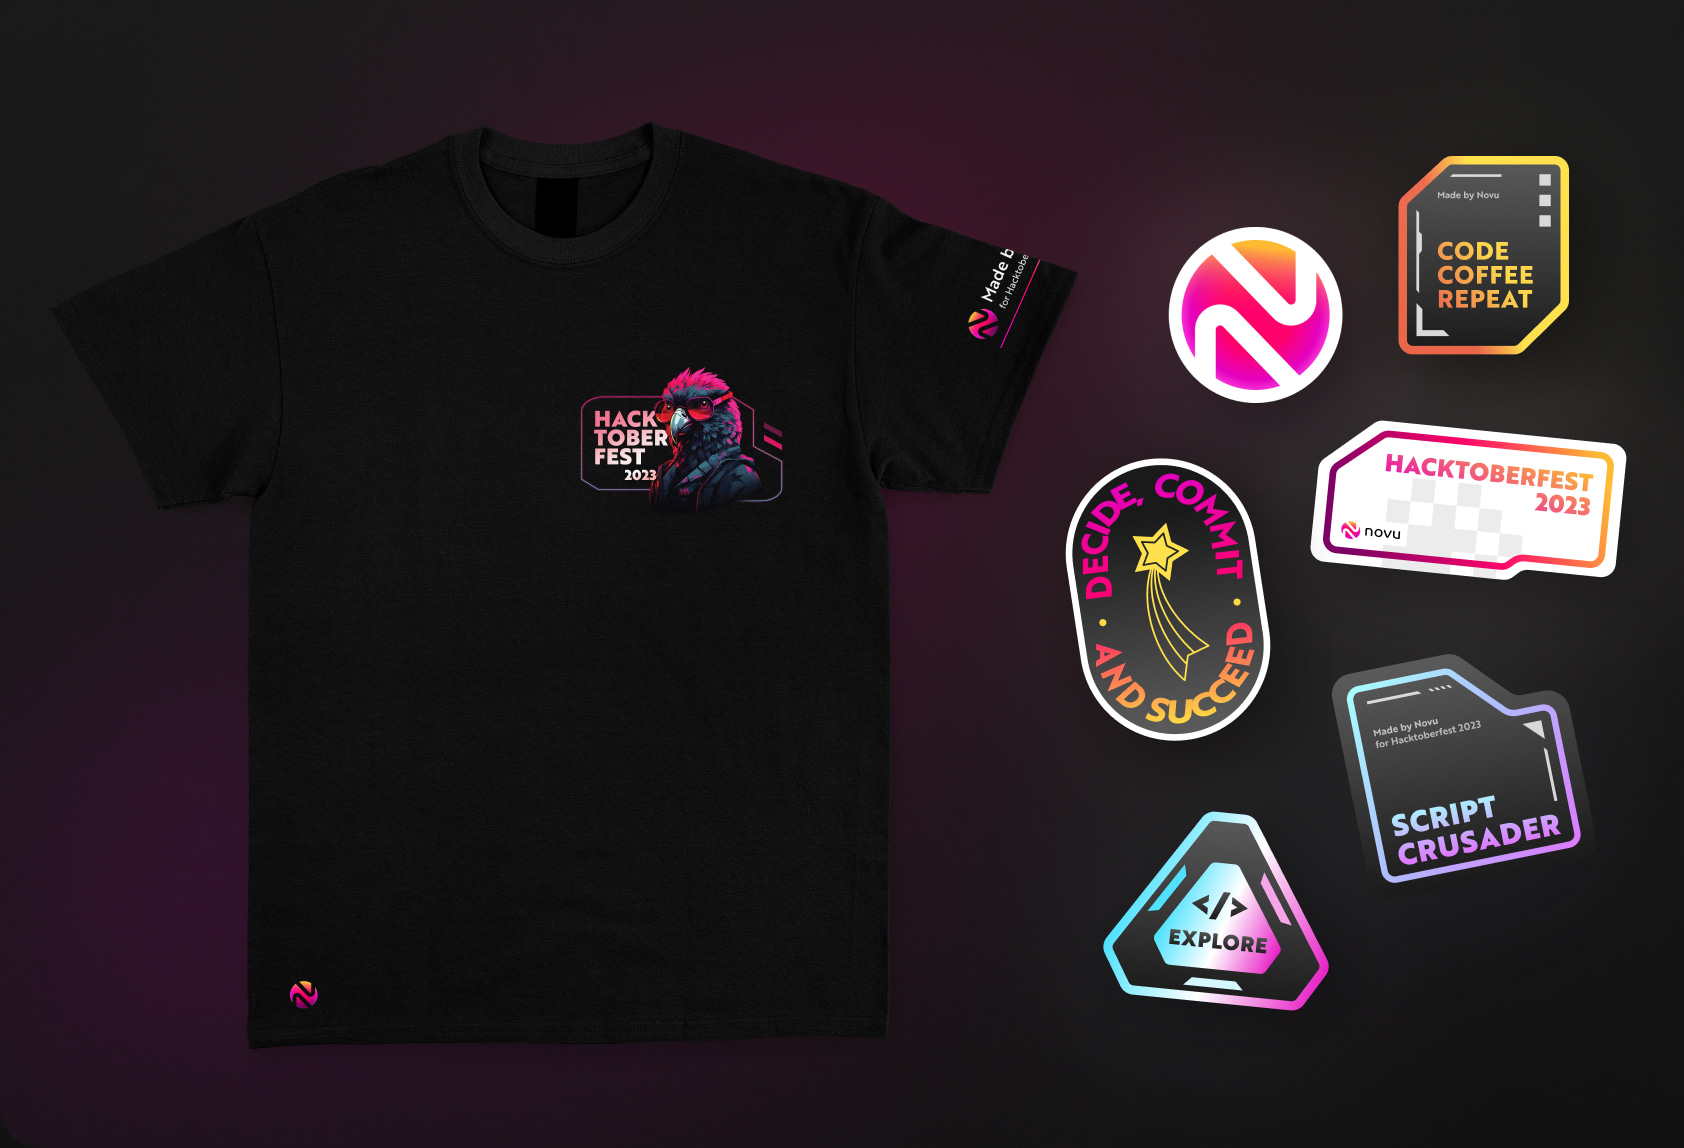 HACK
TOBER
FEST
2023
Made b
for Hacktobe
Made by Novu
CODE
COFFEE
REPEAT
HACKTOBERFEST
2023
novu
DECIDE, COMMIT
AND SUCCEED
Made by Novu
for Hacktoberfest 2023
SCRIPT
CRUSADER
</>
EXPLORE